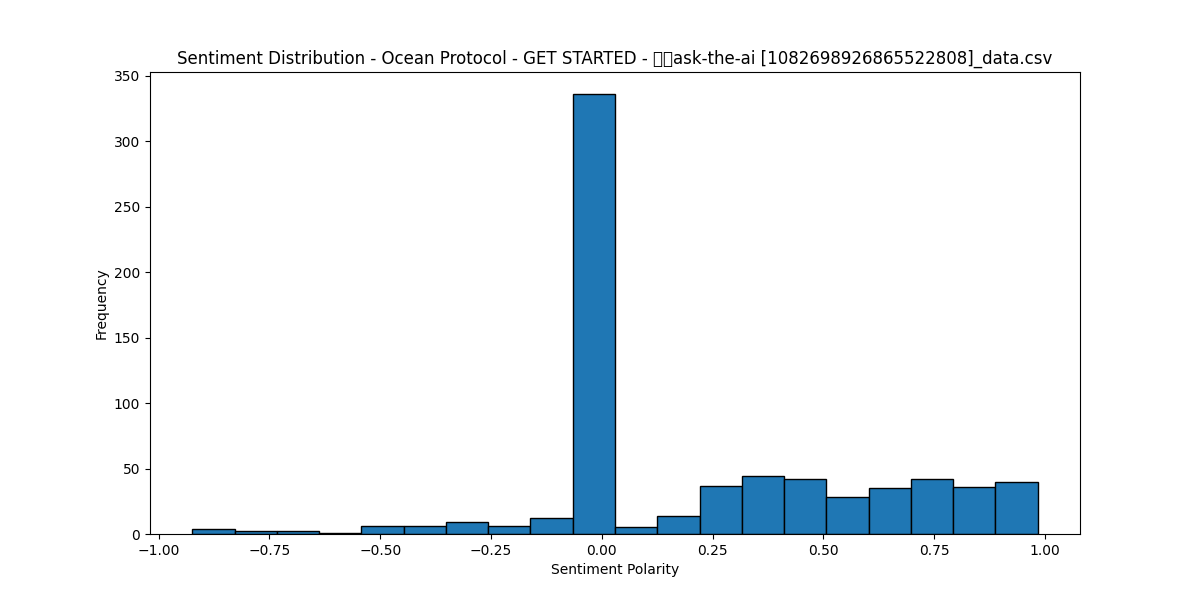 Sentiment Distribution - Ocean Protocol - GET STARTED - ask-the-ai [1082698926865522808]_data.csv
350
300
250
200
150
100
50
0
Frequency
−1.00 −0.75 −0.50 −0.25 0.00 0.25 0.50 0.75 1.00
Sentiment Polarity